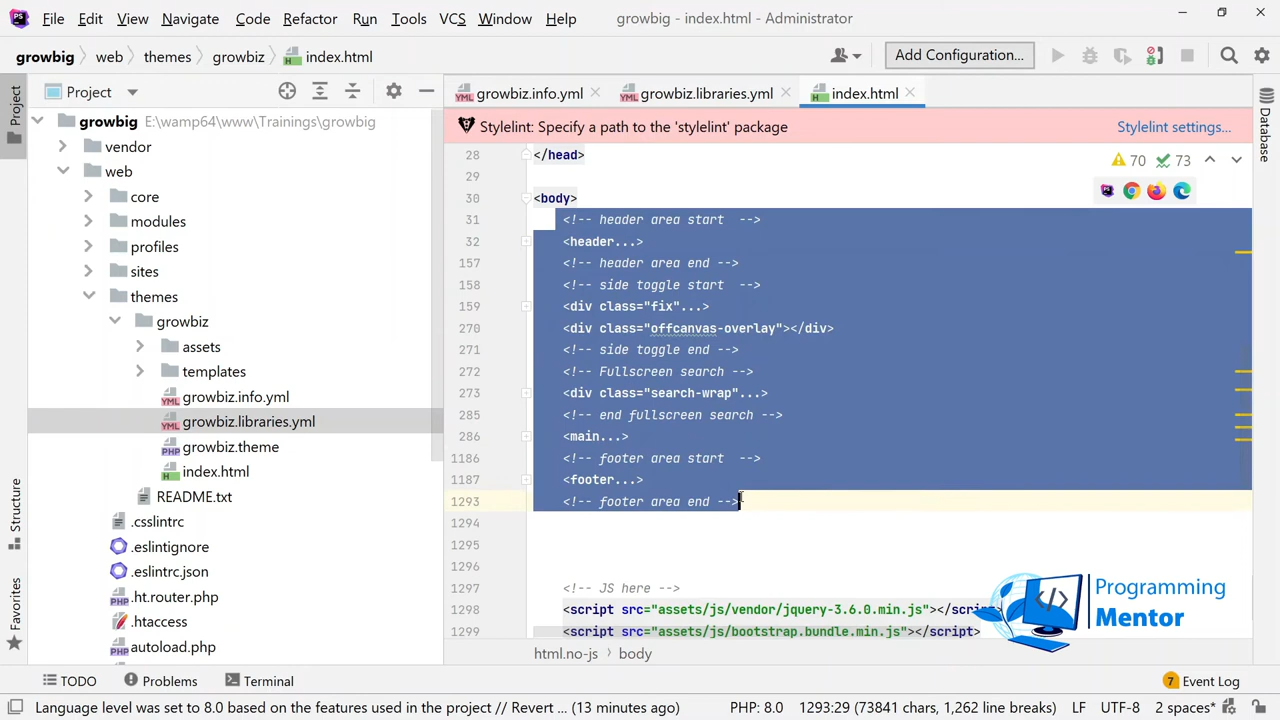 PS File Edit View Navigate Code Refactor Run Tools VCS Window Help growbig - index.html - Administrator
growbig web themes growbiz index.html Add Configuration...
Project growbiz.info.yml growbiz.libraries.yml index.html
Project
Database
growbig E:\wamp64\www\Trainings\growbig
Stylelint: Specify a path to the 'stylelint' package Stylelint settings...
vendor
web
core
modules
profiles
sites
themes
growbiz
assets
templates
growbiz.info.yml
growbiz.libraries.yml
growbiz.theme
index.html
README.txt
.csslintrc
.eslintignore
.eslintrc.json
.ht.router.php
.htaccess
autoload.php
Structure
Favorites
70 73
28 </head>
29
30 <body>
31 <!-- header area start  -->
32 <header...>
157 <!-- header area end -->
158 <!-- side toggle start  -->
159 <div class="fix"...>
270 <div class="offcanvas-overlay"></div>
271 <!-- side toggle end -->
272 <!-- Fullscreen search -->
273 <div class="search-wrap"...>
285 <!-- end fullscreen search -->
286 <main...>
1186 <!-- footer area start  -->
1187 <footer...>
1293 <!-- footer area end -->
1294
1295
1296
1297 <!-- JS here -->
1298 <script src="assets/js/vendor/jquery-3.6.0.min.js"></script>
1299 <script src="assets/js/bootstrap.bundle.min.js"></script>
Programming
Mentor
html.no-js body
TODO Problems Terminal 7 Event Log
Language level was set to 8.0 based on the features used in the project // Revert ... (13 minutes ago) PHP: 8.0 1293:29 (73841 chars, 1,262 line breaks) LF UTF-8 2 spaces*